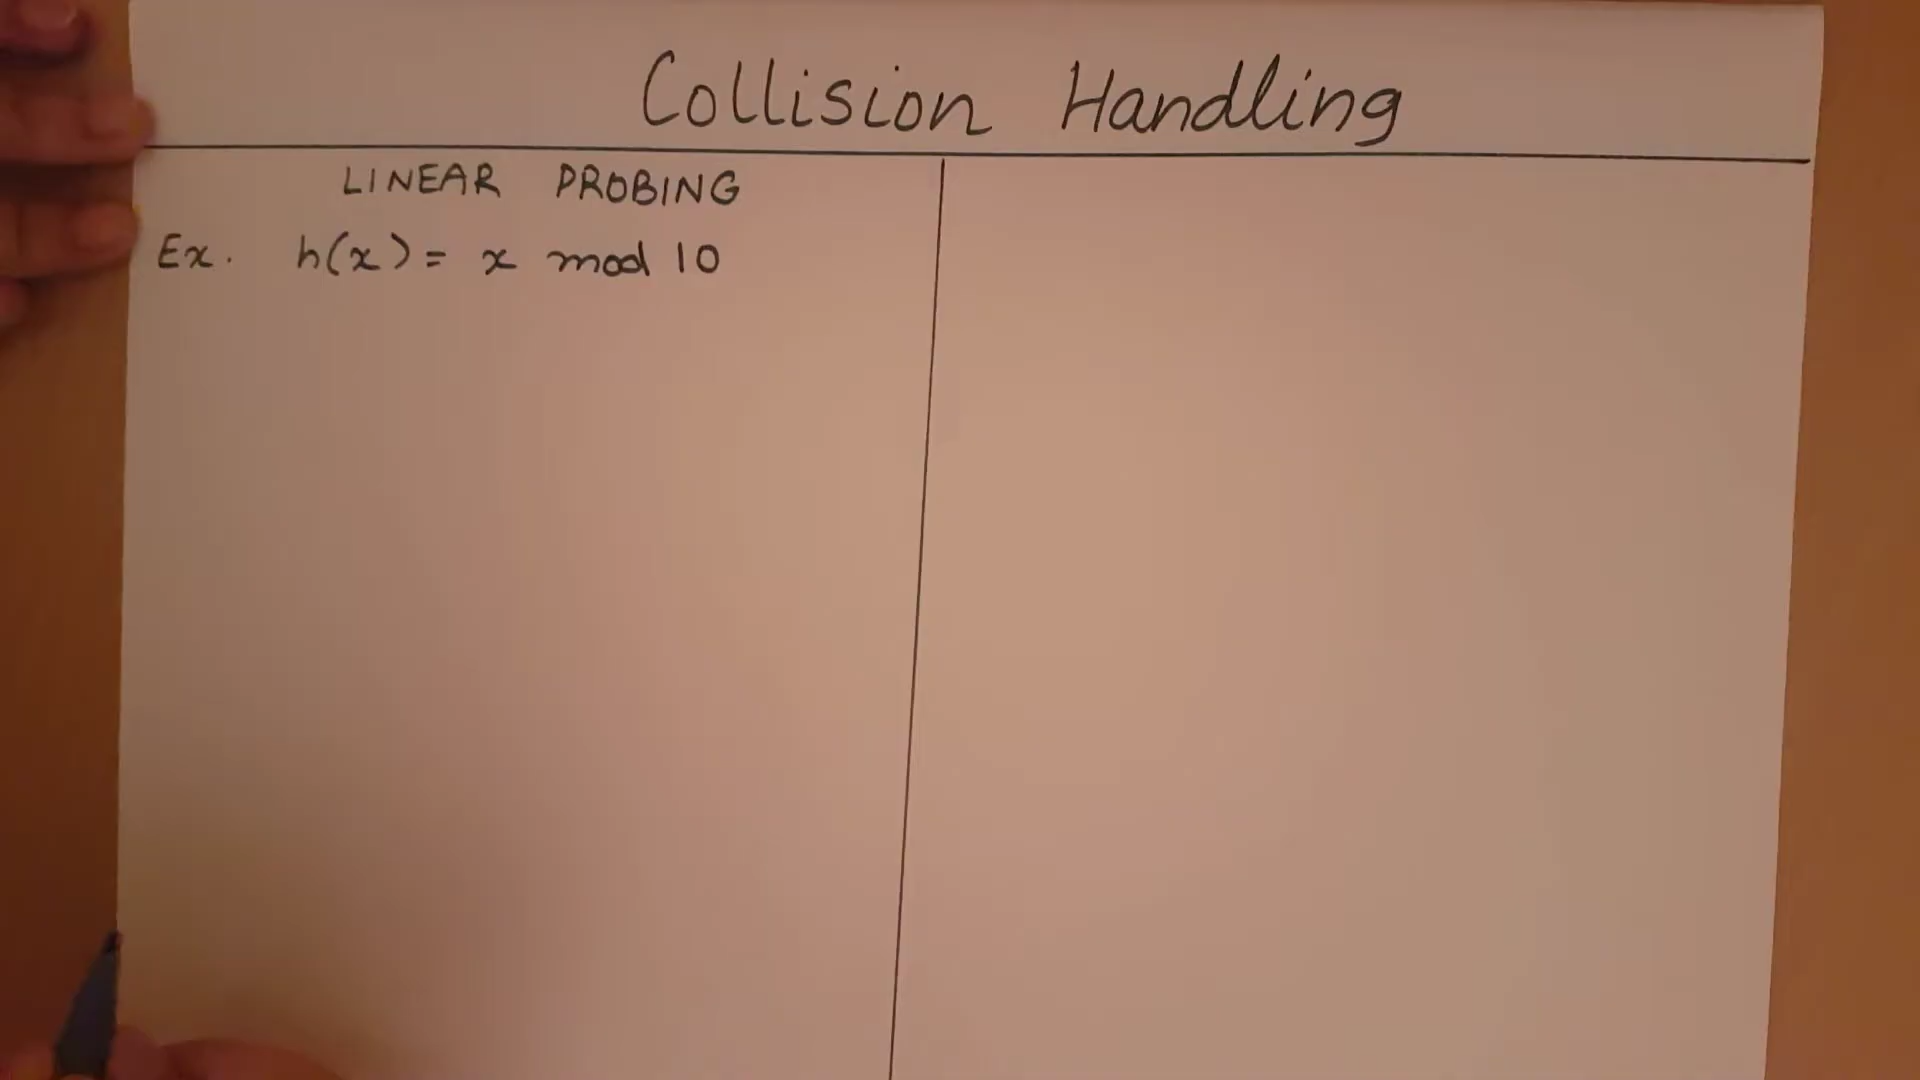 Collision Handling
LINEAR PROBING
Ex. h(x) = x mod 10